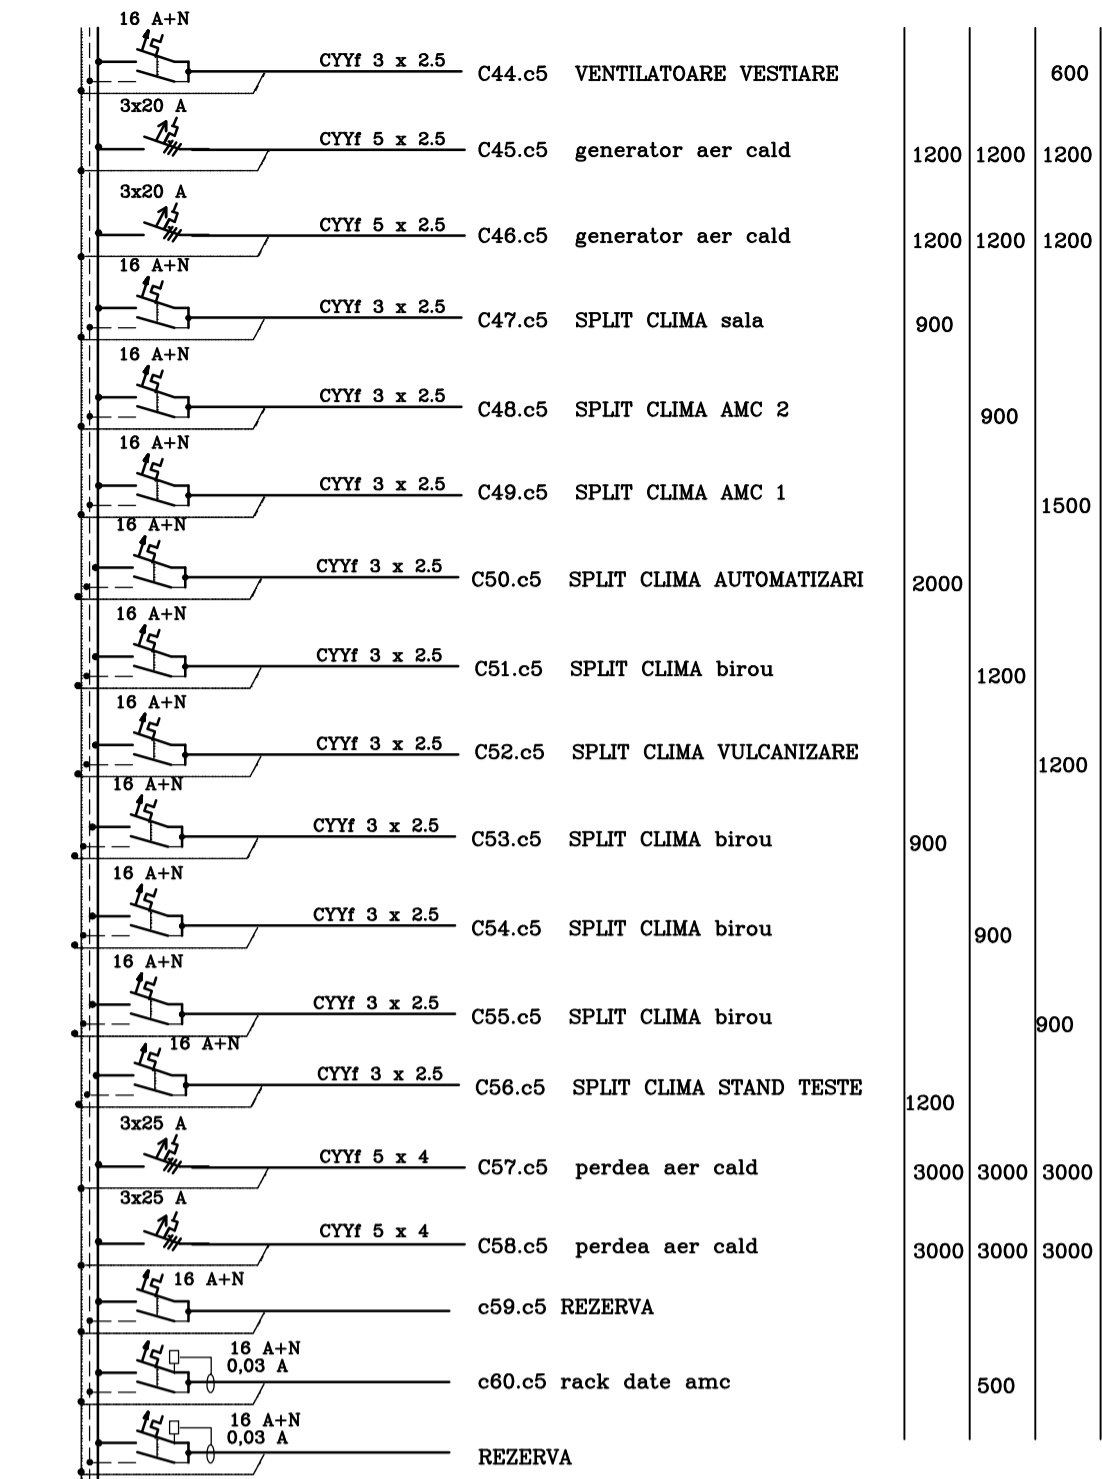 16 A+N
CYYf 3 x 2.5 C44.c5 VENTILATOARE VESTIARE 600
3x20 A
CYYf 5 x 2.5 C45.c5 generator aer cald 1200 1200 1200
3x20 A
CYYf 5 x 2.5 C46.c5 generator aer cald 1200 1200 1200
16 A+N
CYYf 3 x 2.5 C47.c5 SPLIT CLIMA sala 900
16 A+N
CYYf 3 x 2.5 C48.c5 SPLIT CLIMA AMC 2 900
16 A+N
CYYf 3 x 2.5 C49.c5 SPLIT CLIMA AMC 1 1500
16 A+N
CYYf 3 x 2.5 C50.c5 SPLIT CLIMA AUTOMATIZARI 2000
16 A+N
CYYf 3 x 2.5 C51.c5 SPLIT CLIMA birou 1200
16 A+N
CYYf 3 x 2.5 C52.c5 SPLIT CLIMA VULCANIZARE 1200
16 A+N
CYYf 3 x 2.5 C53.c5 SPLIT CLIMA birou 900
16 A+N
CYYf 3 x 2.5 C54.c5 SPLIT CLIMA birou 900
16 A+N
CYYf 3 x 2.5 C55.c5 SPLIT CLIMA birou 900
16 A+N
CYYf 3 x 2.5 C56.c5 SPLIT CLIMA STAND TESTE 1200
3x25 A
CYYf 5 x 4 C57.c5 perdea aer cald 3000 3000 3000
3x25 A
CYYf 5 x 4 C58.c5 perdea aer cald 3000 3000 3000
16 A+N
c59.c5 REZERVA
16 A+N
0,03 A
c60.c5 rack date amc 500
16 A+N
0,03 A
REZERVA